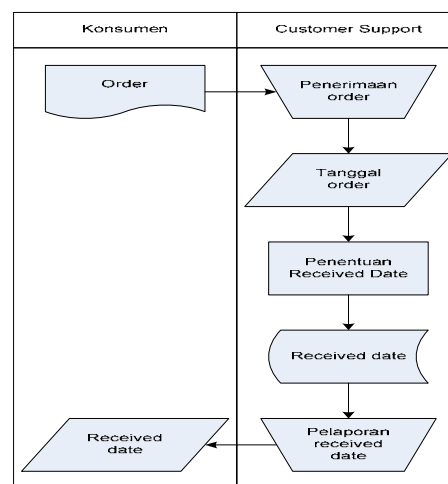 Konsumen
Customer Support
Order
Penerimaan
order
Tanggal
order
Penentuan
Received Date
Received date
Pelaporan
received
date
Received
date